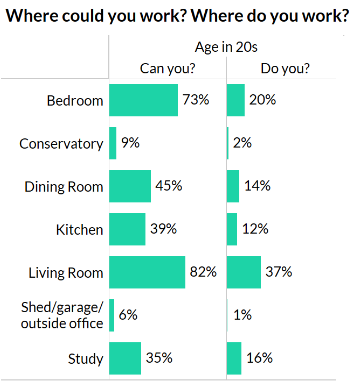 Where could you work? Where do you work?
Age in 20s
Can you? Do you?
Bedroom 73% 20%
Conservatory 9% 2%
Dining Room 45% 14%
Kitchen 39% 12%
Living Room 82% 37%
Shed/garage/
outside office 6% 1%
Study 35% 16%